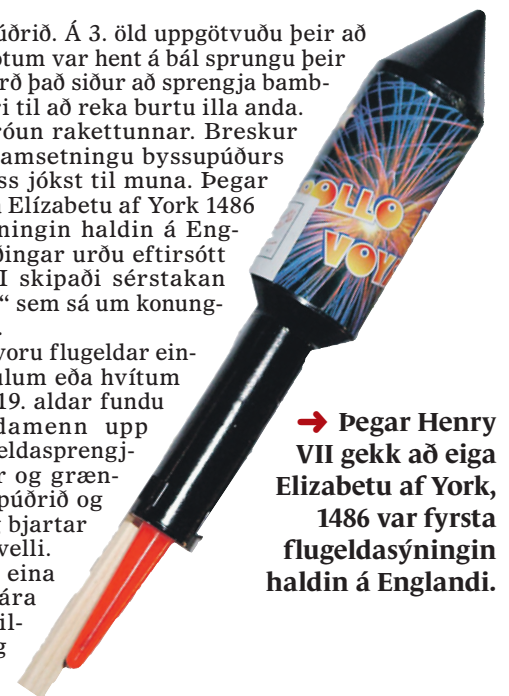 úðrið. Á 3. öld uppgötvuðu þeir að
ótum var hent á bál sprungu þeir
rð það siður að sprengja bamb-
ri til að reka burtu illa anda.
róun rakettunnar. Breskur
amsetningu byssupúðurs
ss jókst til muna. Þegar
Elízabetu af York 1486
ningin haldin á Eng-
ðingar urðu eftirsótt
I skipaði sérstakan
“ sem sá um konung-
voru flugeldar ein-
ulum eða hvítum
19. aldar fundu
damenn upp
eldasprengj-
r og græn-
púðrið og
bjartar
velli.
eina
ára
il-
g
OLLO
VOY
→ Þegar Henry
VII gekk að eiga
Elizabetu af York,
1486 var fyrsta
flugeldasýningin
haldin á Englandi.